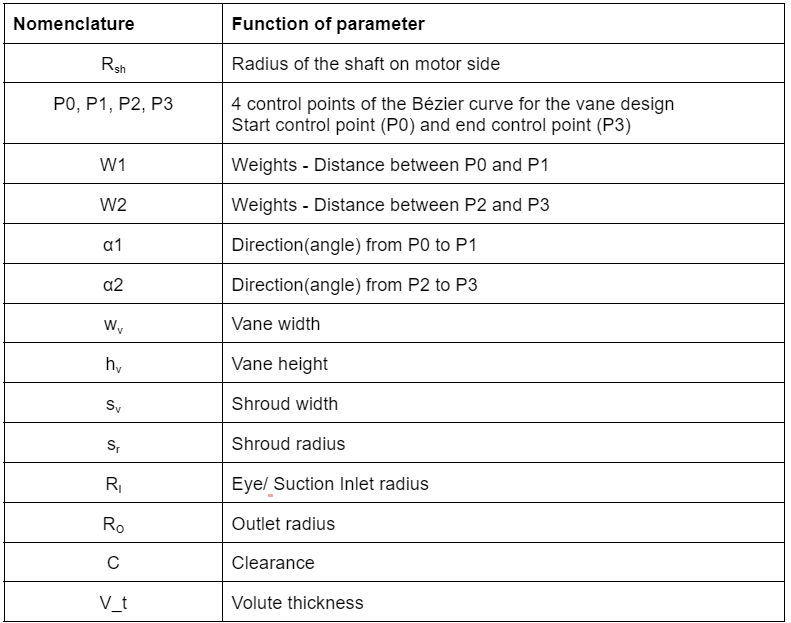 Nomenclature Function of parameter
R_sh Radius of the shaft on motor side
P0, P1, P2, P3 4 control points of the Bézier curve for the vane design
Start control point (P0) and end control point (P3)
W1 Weights - Distance between P0 and P1
W2 Weights - Distance between P2 and P3
α1 Direction(angle) from P0 to P1
α2 Direction(angle) from P2 to P3
w_v Vane width
h_v Vane height
s_v Shroud width
s_r Shroud radius
R_I Eye/ Suction Inlet radius
R_O Outlet radius
C Clearance
V_t Volute thickness